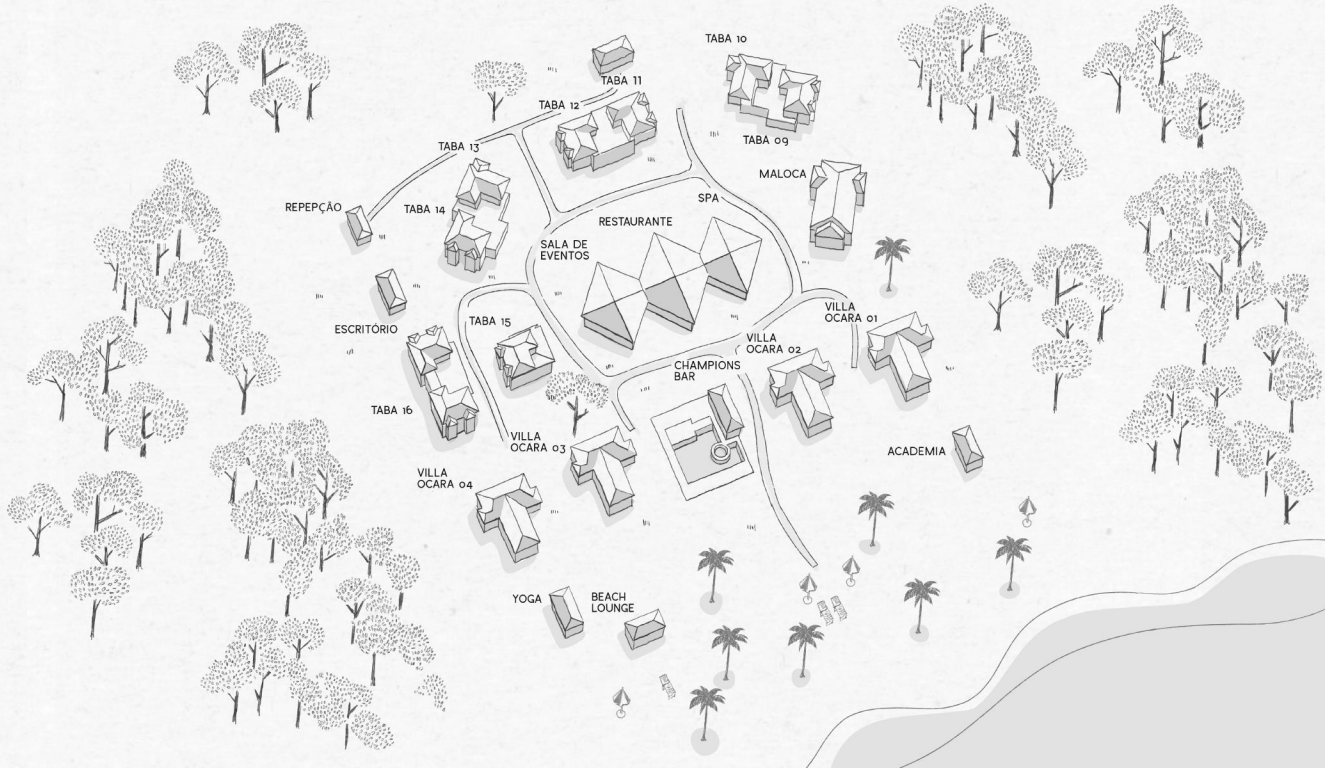 TABA 10
TABA 11
TABA 12
TABA 09
TABA 13
MALOCA
SPA
REPEPÇÃO
TABA 14
RESTAURANTE
SALA DE
EVENTOS
VILLA
OCARA 01
TABA 15
ESCRITÓRIO
VILLA
OCARA 02
CHAMPIONS
BAR
TABA 16
VILLA
OCARA 03
ACADEMIA
VILLA
OCARA 04
YOGA
BEACH
LOUNGE